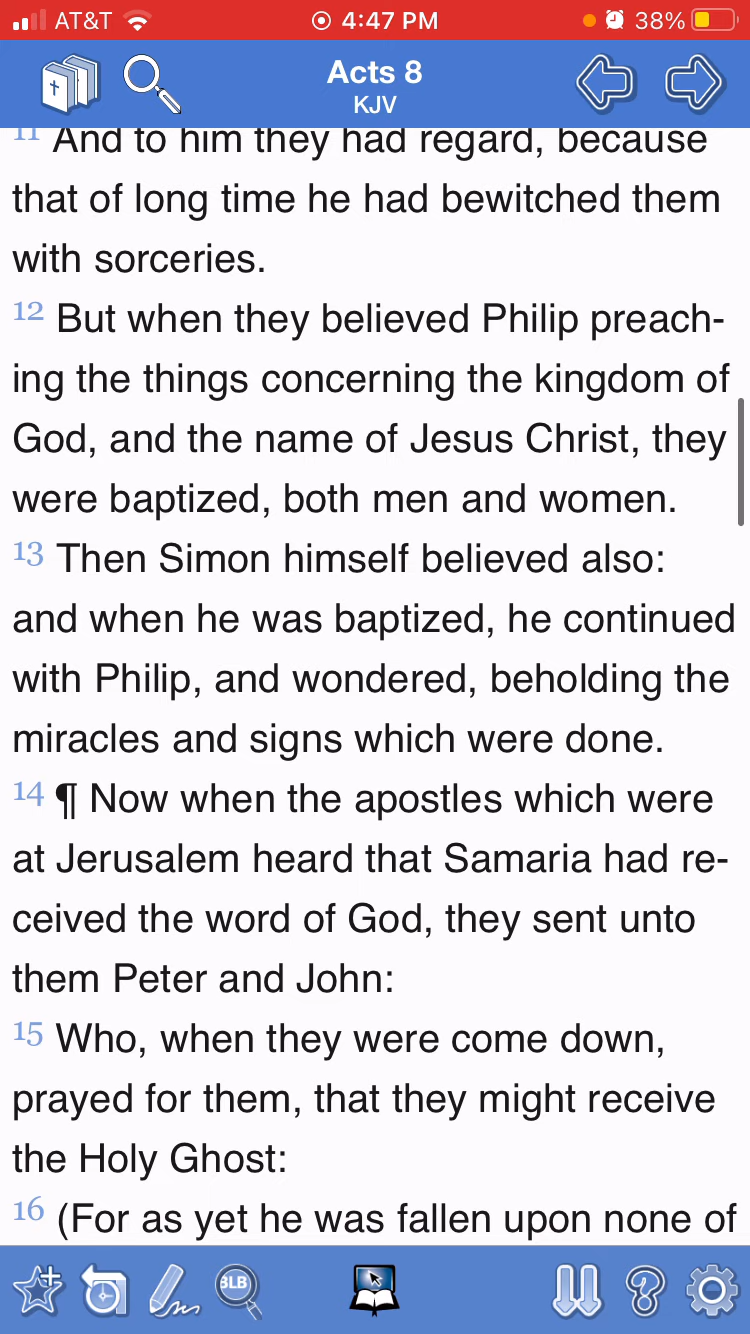 AT&T 4:47 PM 38%
Acts 8
KJV
11 And to him they had regard, because
that of long time he had bewitched them
with sorceries.
12 But when they believed Philip preach-
ing the things concerning the kingdom of
God, and the name of Jesus Christ, they
were baptized, both men and women.
13 Then Simon himself believed also:
and when he was baptized, he continued
with Philip, and wondered, beholding the
miracles and signs which were done.
14 ¶ Now when the apostles which were
at Jerusalem heard that Samaria had re-
ceived the word of God, they sent unto
them Peter and John:
15 Who, when they were come down,
prayed for them, that they might receive
the Holy Ghost:
16 (For as yet he was fallen upon none of
BLB